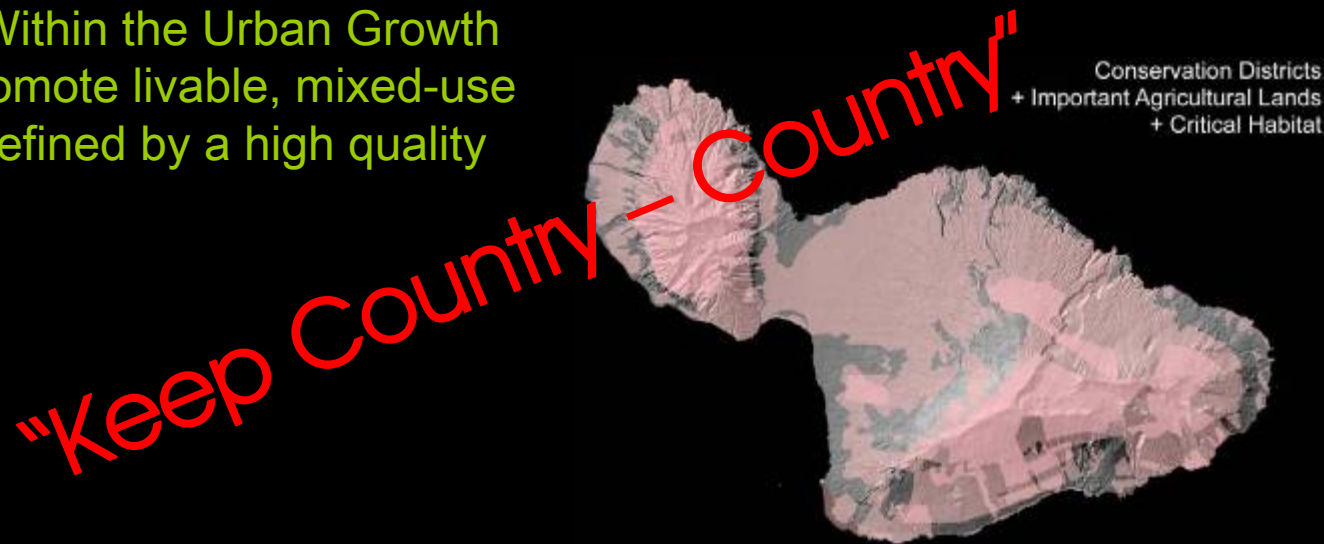 Within the Urban Growth
omote livable, mixed-use
efined by a high quality
Conservation Districts
+ Important Agricultural Lands
+ Critical Habitat
"Keep Country – Country"